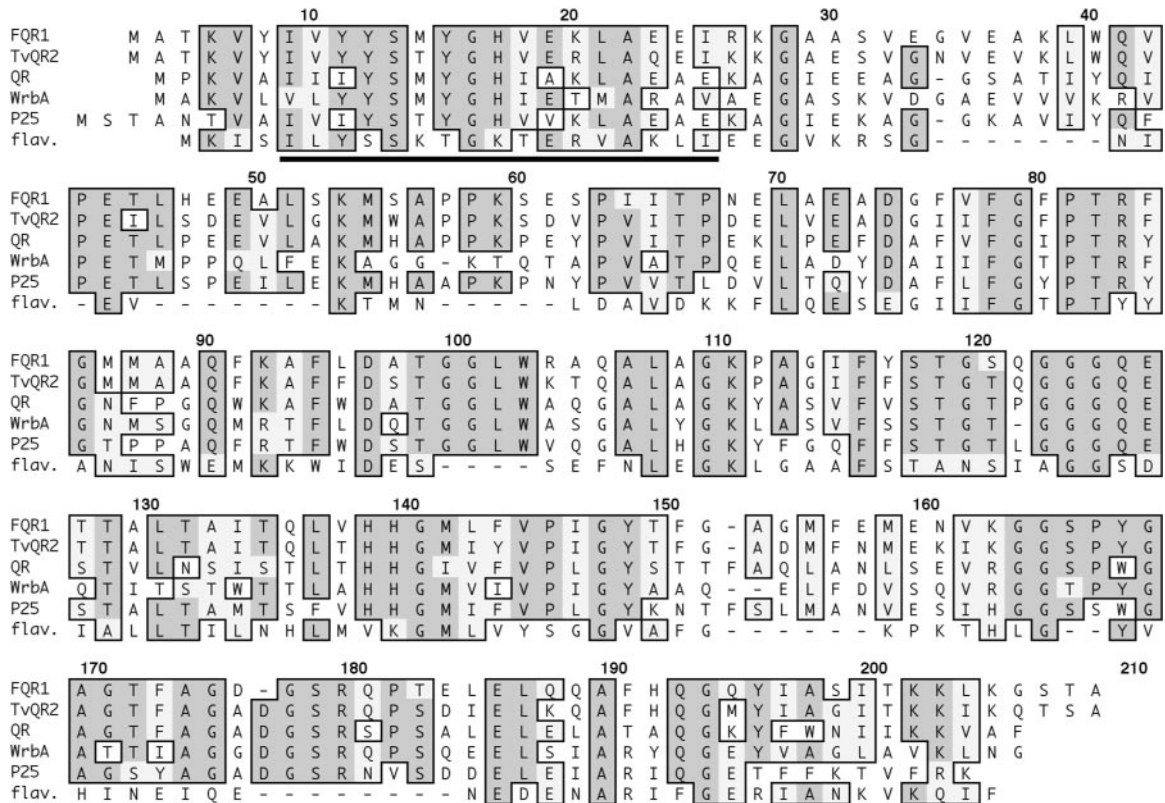 10 20 30 40
FQR1 M A T K V Y I V Y Y S M Y G H V E K L A E E I R K G A A S V E G V E A K L W Q V
TvQR2 M A T K V Y I V Y Y S T Y G H V E R L A Q E I K K G A E S V G N V E V K L W Q V
QR M P K V A I I I Y S M Y G H I A K L A E A E K A G I E E A G - G S A T I Y Q I
WrbA M A K V L V L Y Y S M Y G H I E T M A R A V A E G A S K V D G A E V V V K R V
P25 M S T A N T V A I V I Y S T Y G H V V K L A E A E K A G I E K A G - G K A V I Y Q F
flav. M K I S I L Y S S K T G K T E R V A K L I E E G V K R S G - - - - - - - N I
50 60 70 80
FQR1 P E T L H E E A L S K M S A P P K S E S P I I T P N E L A E A D G F V F G F P T R F
TvQR2 P E I L S D E V L G K M W A P P K S D V P V I T P D E L V E A D G I I F G F P T R F
QR P E T L P E E V L A K M H A P P K P E Y P V I T P E K L P E F D A F V F G I P T R Y
WrbA P E T M P P Q L F E K A G G - K T Q T A P V A T P Q E L A D Y D A I I F G T P T R F
P25 P E T L S P E I L E K M H A A P K P N Y P V V T L D V L T Q Y D A F L F G Y P T R Y
flav. - E V - - - - - - - K T M N - - - - - L D A V D K K F L Q E S E G I I F G T P T Y Y
90 100 110 120
FQR1 G M M A A Q F K A F L D A T G G L W R A Q A L A G K P A G I F Y S T G S Q G G G Q E
TvQR2 G M M A A Q F K A F F D S T G G L W K T Q A L A G K P A G I F F S T G T Q G G G Q E
QR G N F P G Q W K A F W D A T G G L W A Q G A L A G K Y A S V F V S T G T P G G G Q E
WrbA G N M S G Q M R T F L D Q T G G L W A S G A L Y G K L A S V F S S T G T - G G G Q E
P25 G T P P A Q F R T F W D S T G G L W V Q G A L H G K Y F G Q F F S T G T L G G G Q E
flav. A N I S W E M K K W I D E S - - - - S E F N L E G K L G A A F S T A N S I A G G S D
130 140 150 160
FQR1 T T A L T A I T Q L V H H G M L F V P I G Y T F G - A G M F E M E N V K G G S P Y G
TvQR2 T T A L T A I T Q L T H H G M I Y V P I G Y T F G - A D M F N M E K I K G G S P Y G
QR S T V L N S I S T L T H H G I V F V P L G Y T T F A Q L A N L S E V R G G S P W G
WrbA Q T I T S T W T T L A H H G M V I V P I G Y A A Q - - E L F D V S Q V R G G T P Y G
P25 S T A L T A M T S F V H H G M I F V P L G Y K N T F S L M A N V E S I H G G S S W G
flav. I A L L T I L N H L M V K G M L V Y S G G V A F G - - - - - - K P K T H L G - - Y V
170 180 190 200 210
FQR1 A G T F A G D - G S R Q P T E L E L Q Q A F H Q G Q Y I A S I T K K L K G S T A
TvQR2 A G T F A G A D G S R Q P S D I E L K Q A F H Q G M Y I A G I T K K I K Q T S A
QR A G T F A G A D G S R S P S A L E L E L A T A Q G K Y F W N I I K K V A F
WrbA A T T I A G G D G S R Q P S Q E E L S I A R Y Q G E Y V A G L A V K L N G
P25 A G S Y A G A D G S R N V S D D E L E I A R I Q G E T F F K T V F R K
flav. H I N E I Q E - - - - - - - - N E D E N A R I F G E R I A N K V K Q I F